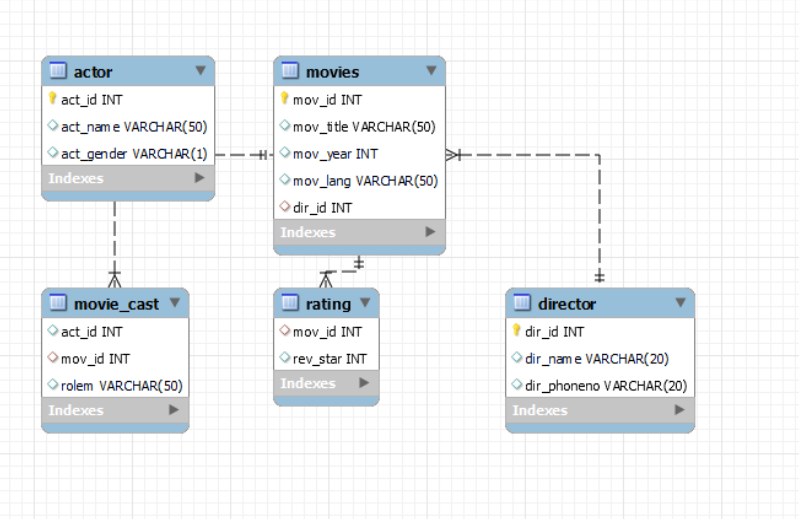 actor
act_id INT
act_name VARCHAR(50)
act_gender VARCHAR(1)
Indexes
movies
mov_id INT
mov_title VARCHAR(50)
mov_year INT
mov_lang VARCHAR(50)
dir_id INT
Indexes
movie_cast
act_id INT
mov_id INT
rolem VARCHAR(50)
Indexes
rating
mov_id INT
rev_star INT
Indexes
director
dir_id INT
dir_name VARCHAR(20)
dir_phoneno VARCHAR(20)
Indexes